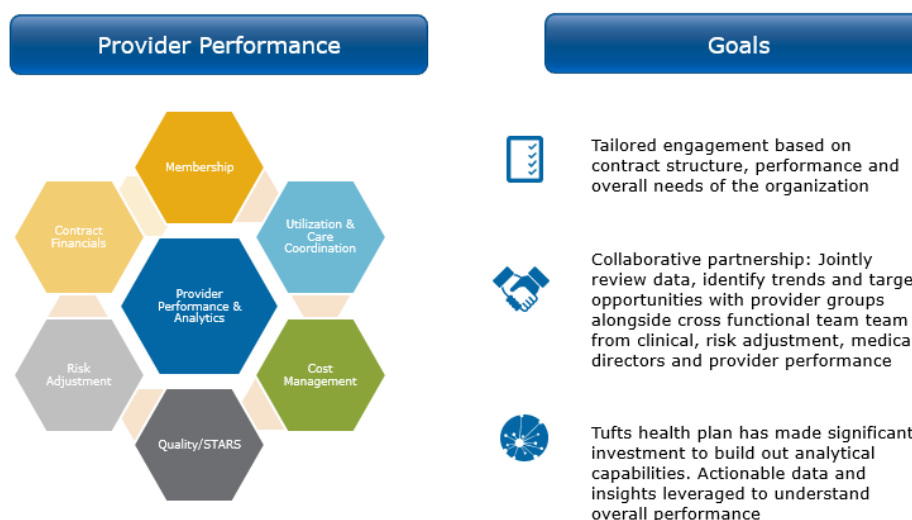 Provider Performance
Goals
Membership
Contract
Financials
Utilization &
Care
Coordination
Provider
Performance &
Analytics
Risk
Adjustment
Cost
Management
Quality/STARS
Tailored engagement based on
contract structure, performance and
overall needs of the organization
Collaborative partnership: Jointly
review data, identify trends and targe
opportunities with provider groups
alongside cross functional team team
from clinical, risk adjustment, medica
directors and provider performance
Tufts health plan has made significant
investment to build out analytical
capabilities. Actionable data and
insights leveraged to understand
overall performance